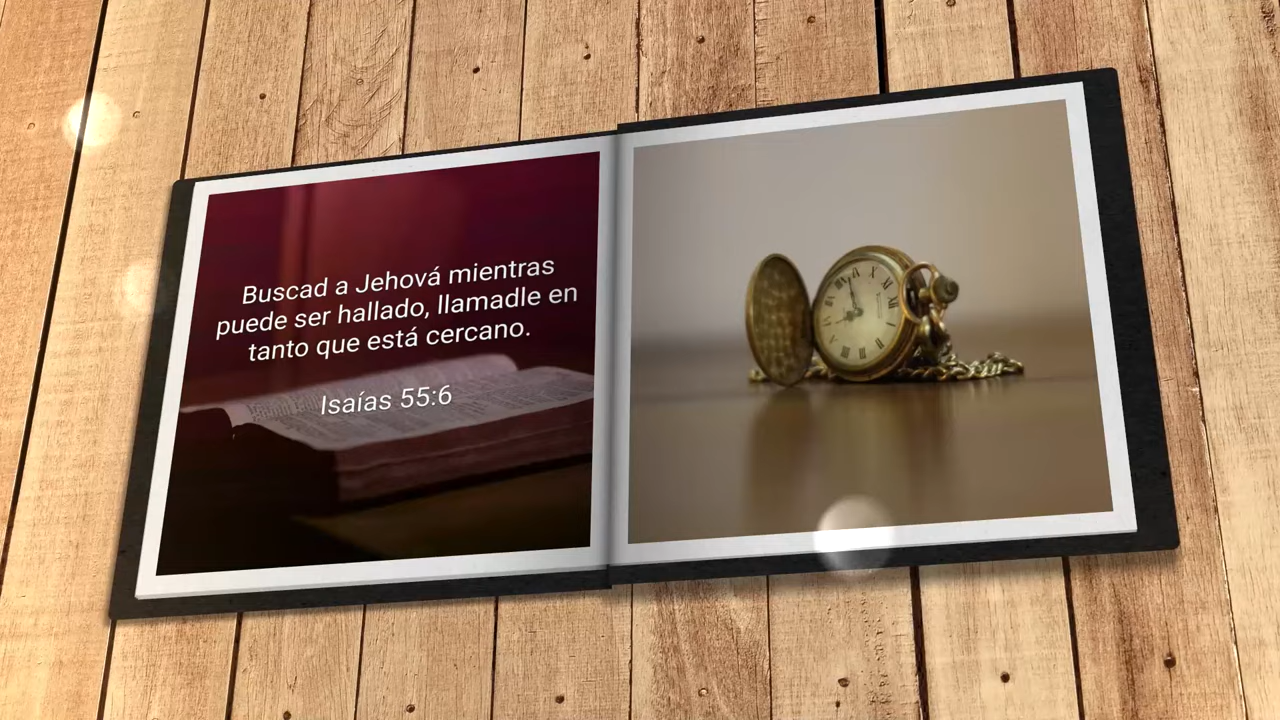 Buscad a Jehová mientras
puede ser hallado, llamadle en
tanto que está cercano.
Isaías 55:6